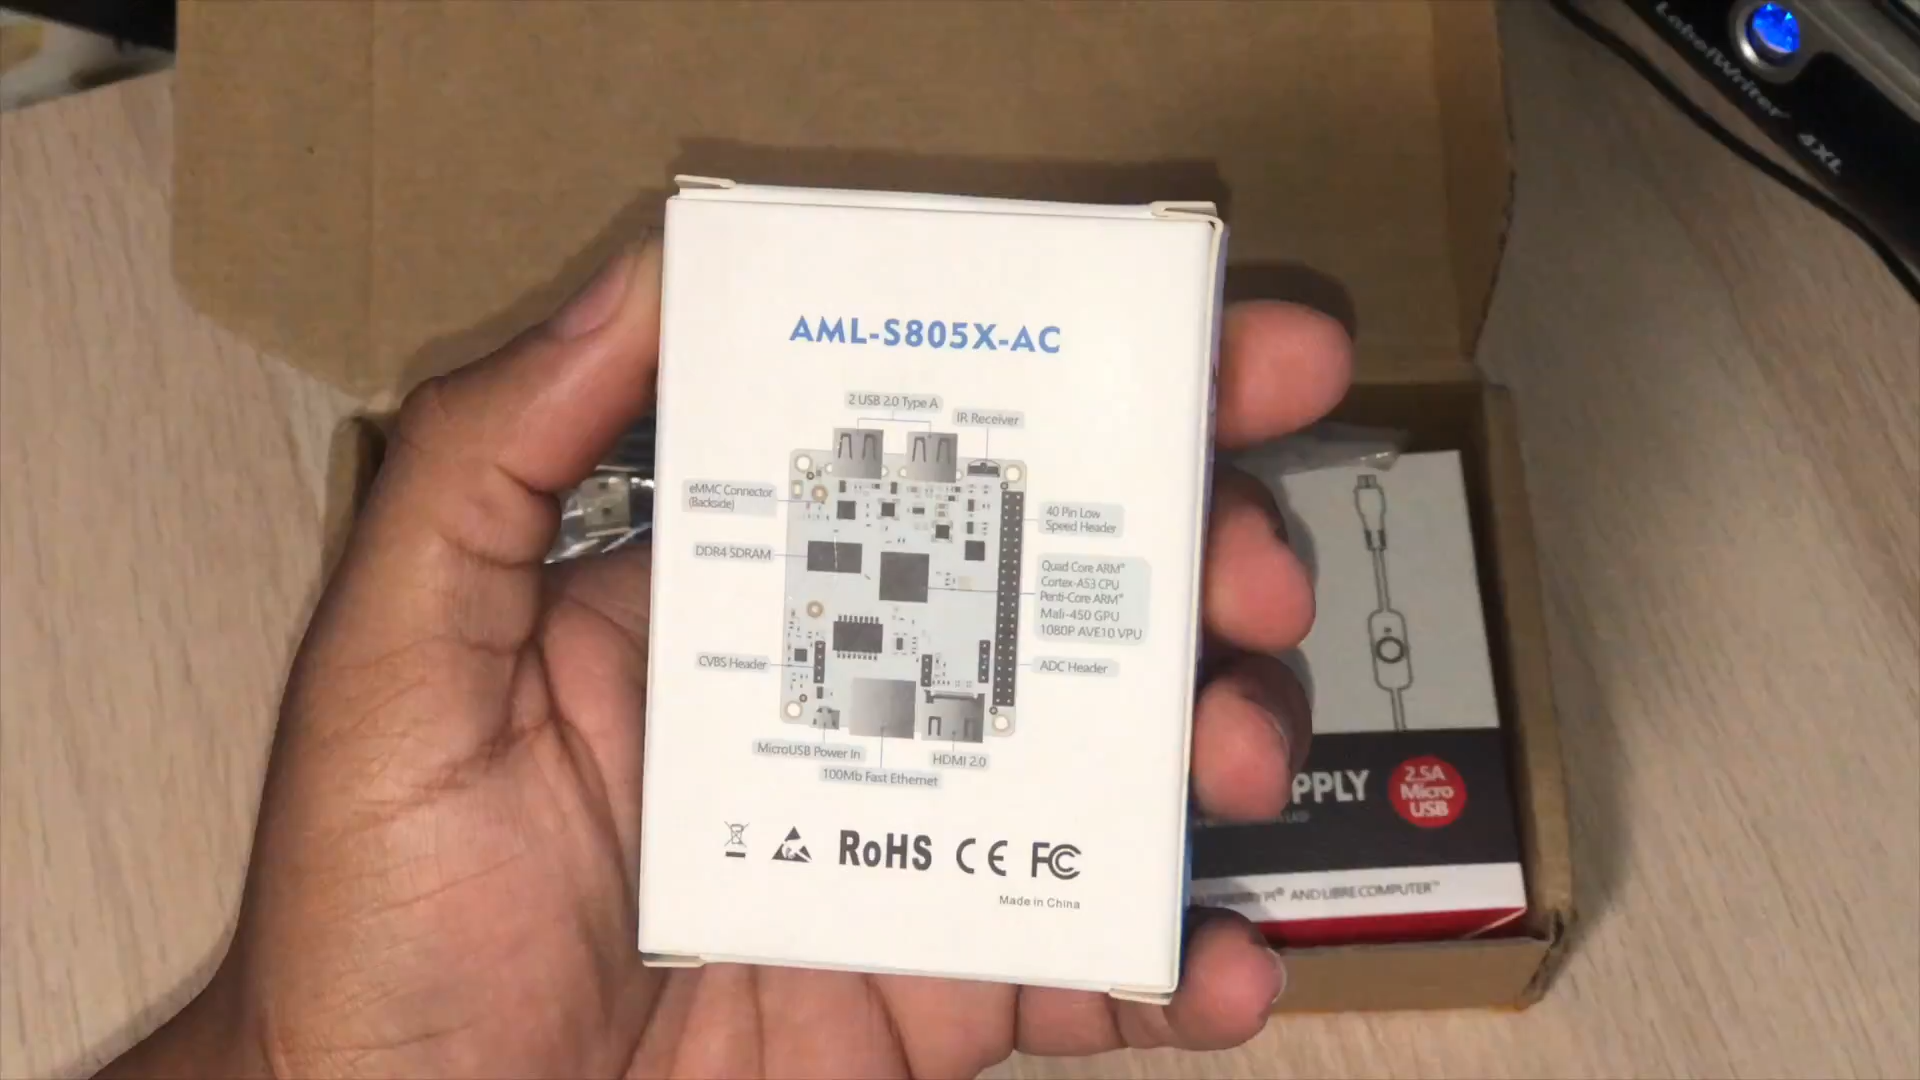 LabelWriter 4XL
AML-S805X-AC
2 USB 2.0 Type A
IR Receiver
eMMC Connector
(Backside)
40 Pin Low
Speed Header
DDR4 SDRAM
Quad Core ARM®
Cortex-A53 CPU
Penti-Core ARM®
Mali-450 GPU
1080P AVE10 VPU
CVBS Header
ADC Header
MicroUSB Power In
HDMI 2.0
100Mb Fast Ethernet
RoHS CE FC
Made in China
PPLY
2.5A
Micro
USB
PI® AND LIBRE COMPUTER™